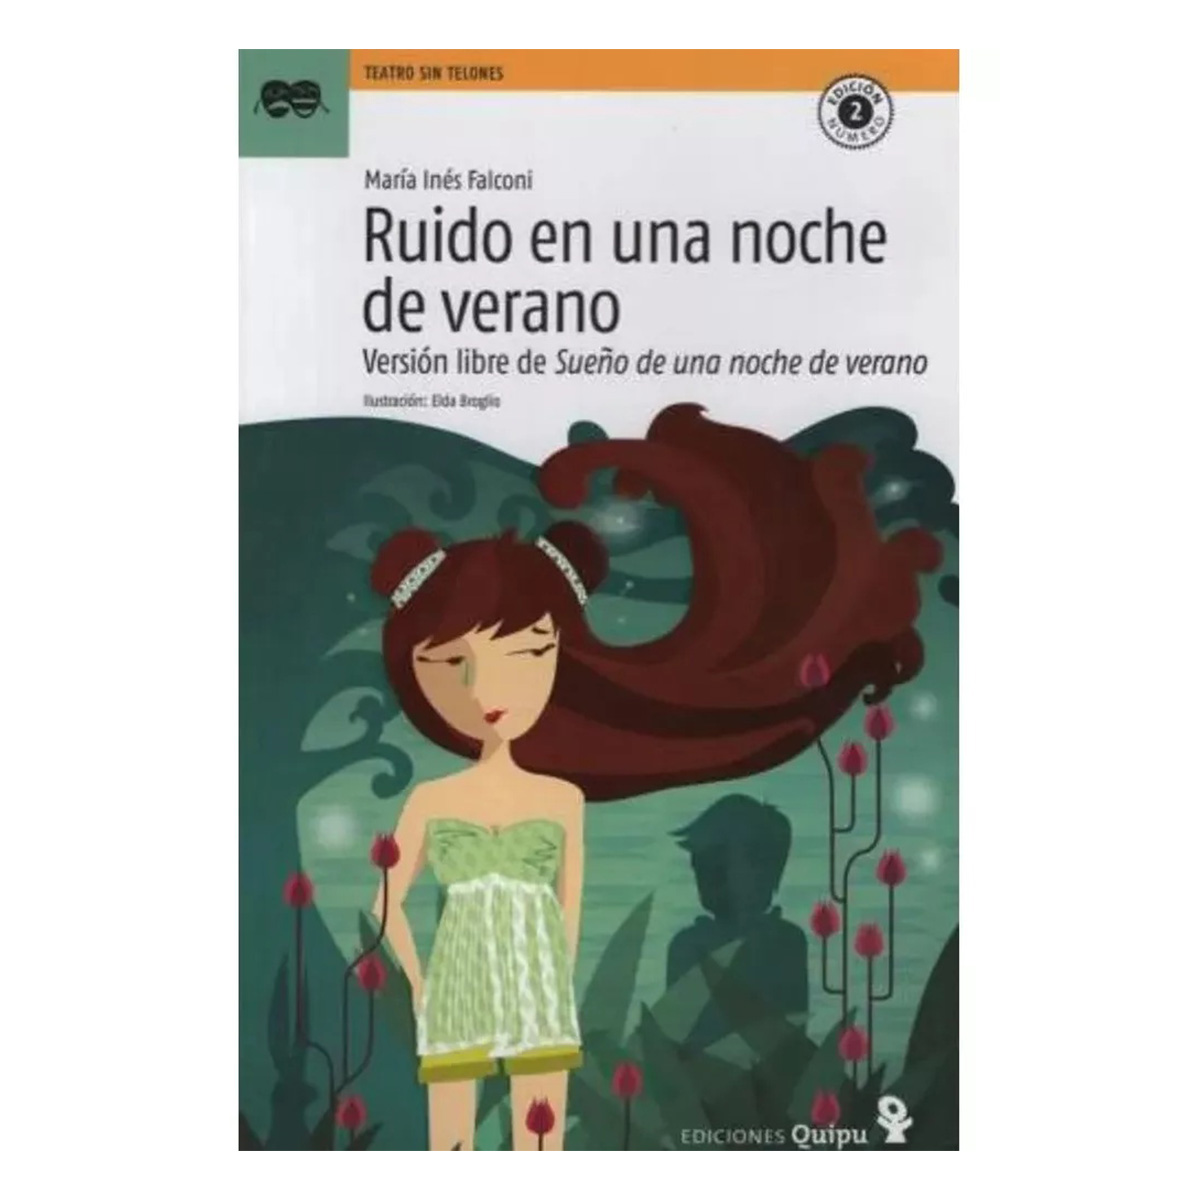 TEATRO SIN TELONES
EDICIÓN
2
NÚMERO
María Inés Falconi
Ruido en una noche
de verano
Versión libre de Sueño de una noche de verano
Ilustración: Elda Broglio
EDICIONES Quipu